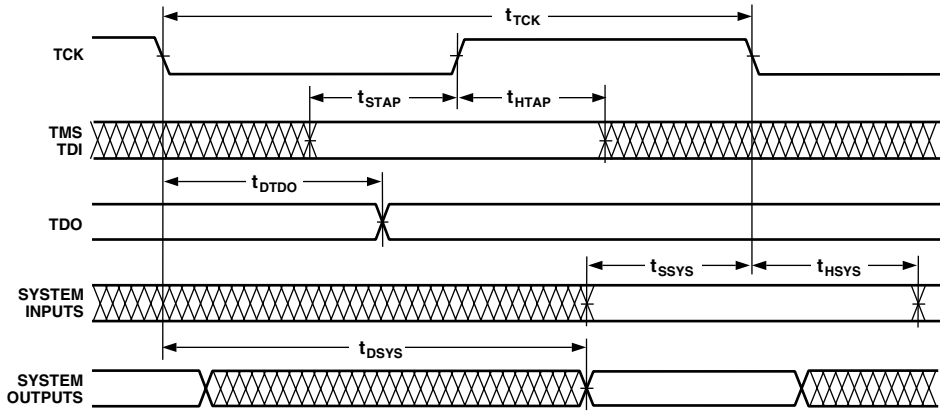 tTCK
TCK
tSTAP
tHTAP
TMS
TDI
tDTDO
TDO
tSSYS
tHSYS
SYSTEM
INPUTS
tDSYS
SYSTEM
OUTPUTS